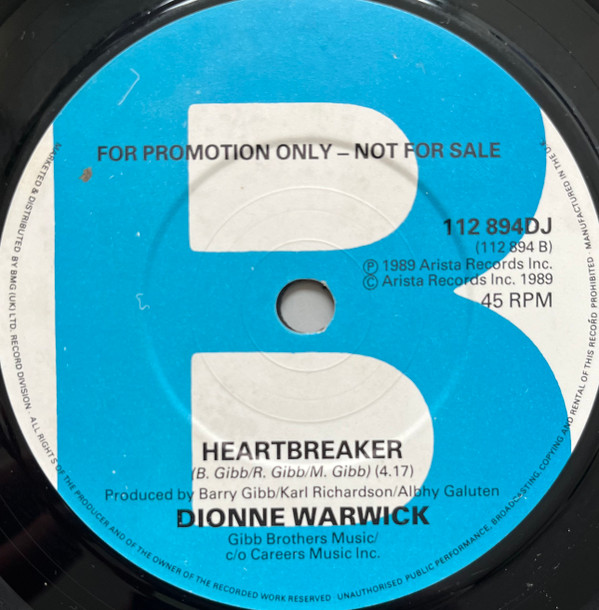 B
FOR PROMOTION ONLY – NOT FOR SALE
112 894DJ
(112 894 B)
Ⓟ 1989 Arista Records Inc.
© Arista Records Inc. 1989
45 RPM
HEARTBREAKER
(B. Gibb/R. Gibb/M. Gibb) (4.17)
Produced by Barry Gibb/Karl Richardson/Albhy Galuten
DIONNE WARWICK
Gibb Brothers Music/
c/o Careers Music Inc.
MARKETED & DISTRIBUTED BY BMG (UK) LTD. RECORD DIVISION · ALL RIGHTS OF THE PRODUCER AND OF THE OWNER OF THE RECORDED WORK RESERVED · UNAUTHORISED PUBLIC PERFORMANCE, BROADCASTING, COPYING AND RENTAL OF THIS RECORD PROHIBITED · MANUFACTURED IN THE U.K.